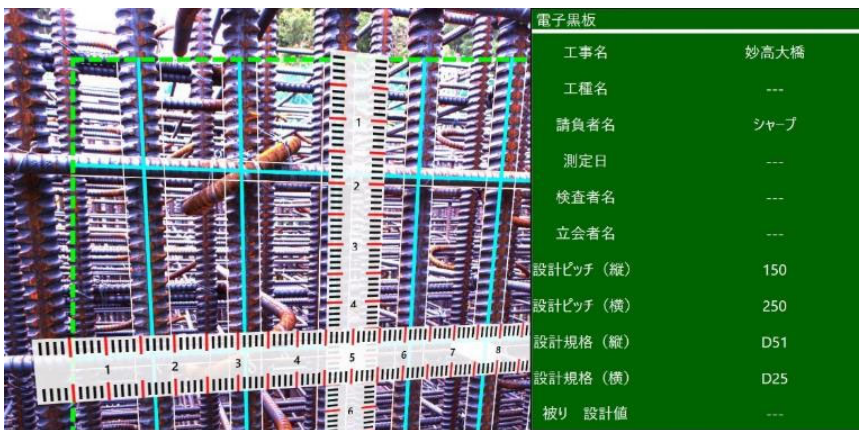 電子黒板
工事名 妙高大橋
工種名 ---
請負者名 シャープ
測定日 ---
検査者名 ---
立会者名 ---
設計ピッチ（縦） 150
設計ピッチ（横） 250
設計規格（縦） D51
設計規格（横） D25
被り 設計値 ---
1
2
3
4
1 2 3 4 5 6 7 8
6